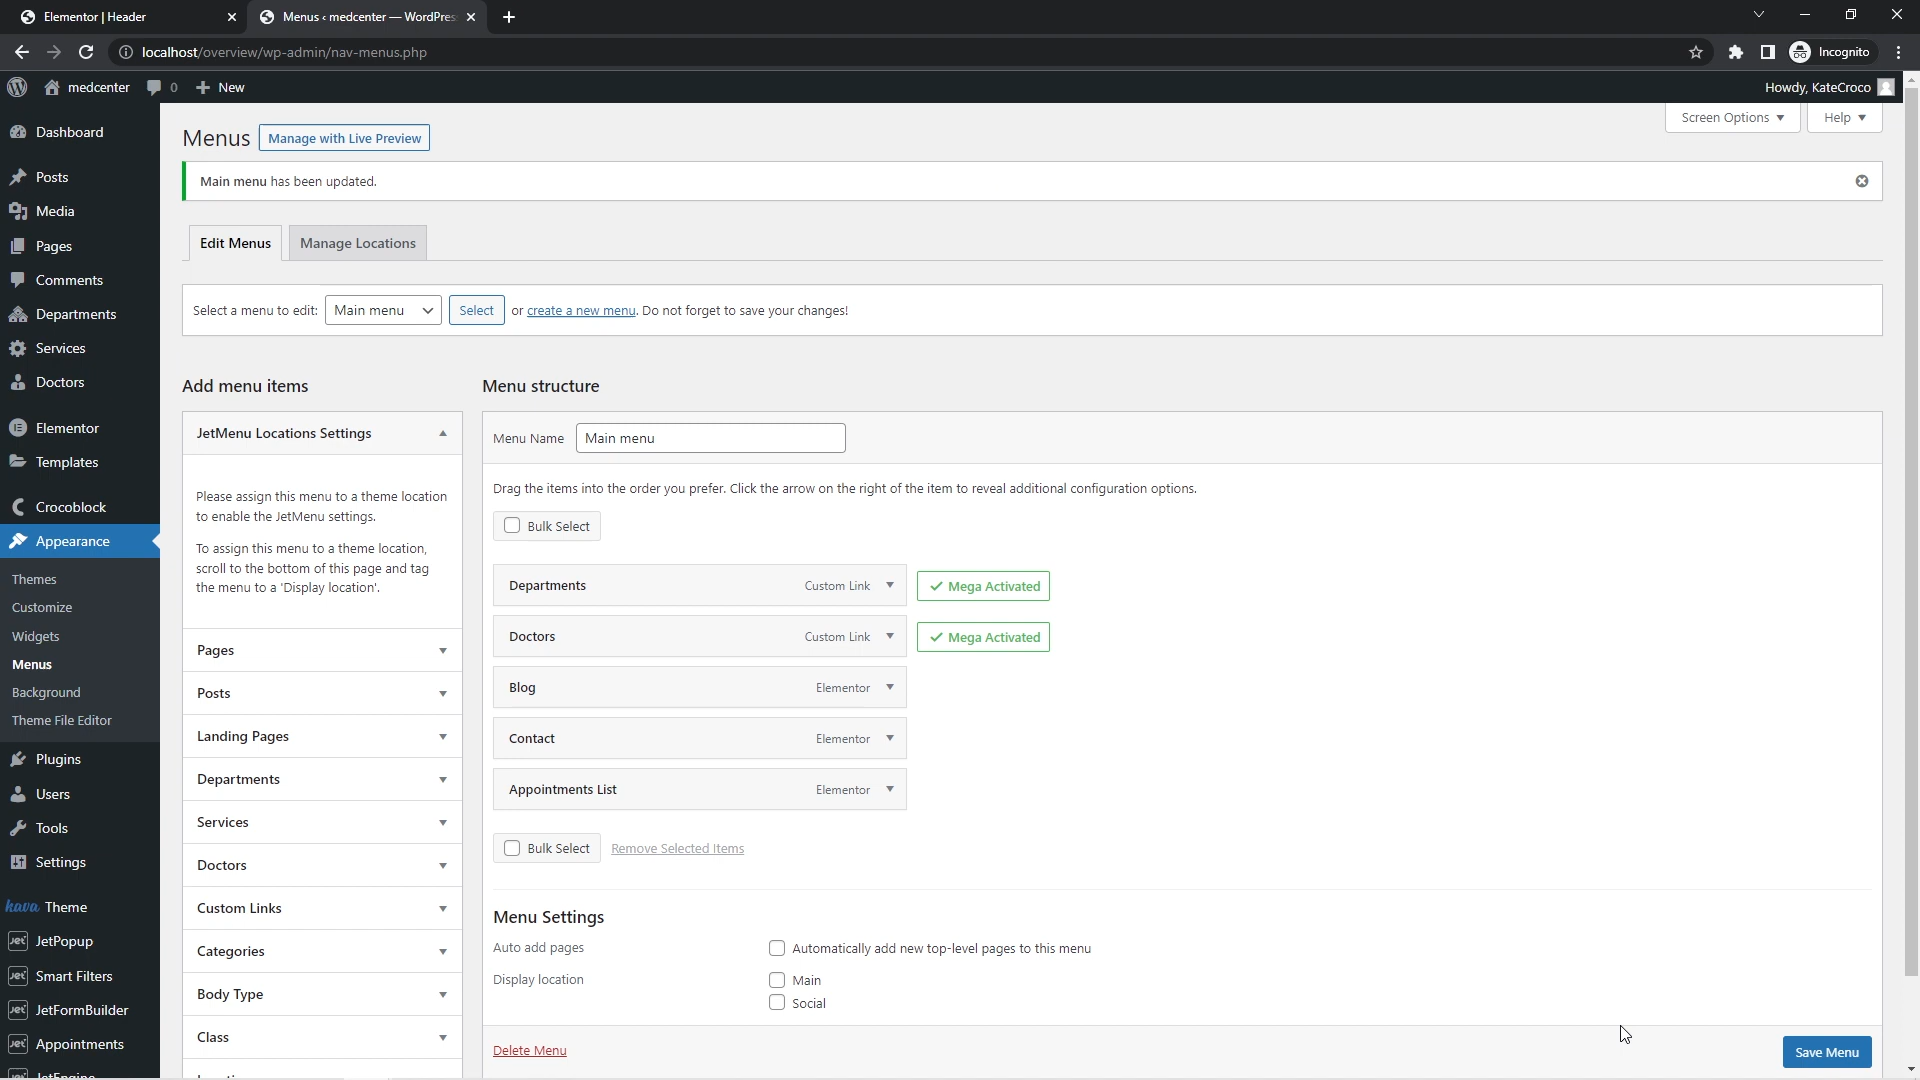 Elementor | Header
Menus ‹ medcenter — WordPres
localhost/overview/wp-admin/nav-menus.php
Incognito
medcenter
0
New
Howdy, KateCroco
Dashboard
Posts
Media
Pages
Comments
Departments
Services
Doctors
Elementor
Templates
Crocoblock
Appearance
Themes
Customize
Widgets
Menus
Background
Theme File Editor
Plugins
Users
Tools
Settings
kava Theme
Jet JetPopup
Jet Smart Filters
Jet JetFormBuilder
Jet Appointments
Jet JetEngine
Screen Options
Help
Menus
Manage with Live Preview
Main menu has been updated.
Edit Menus
Manage Locations
Select a menu to edit: Main menu Select or create a new menu. Do not forget to save your changes!
Add menu items
JetMenu Locations Settings
Please assign this menu to a theme location
to enable the JetMenu settings.
To assign this menu to a theme location,
scroll to the bottom of this page and tag
the menu to a 'Display location'.
Pages
Posts
Landing Pages
Departments
Services
Doctors
Custom Links
Categories
Body Type
Class
Menu structure
Menu Name Main menu
Drag the items into the order you prefer. Click the arrow on the right of the item to reveal additional configuration options.
Bulk Select
Departments Custom Link Mega Activated
Doctors Custom Link Mega Activated
Blog Elementor
Contact Elementor
Appointments List Elementor
Bulk Select Remove Selected Items
Menu Settings
Auto add pages Automatically add new top-level pages to this menu
Display location Main
Social
Delete Menu
Save Menu